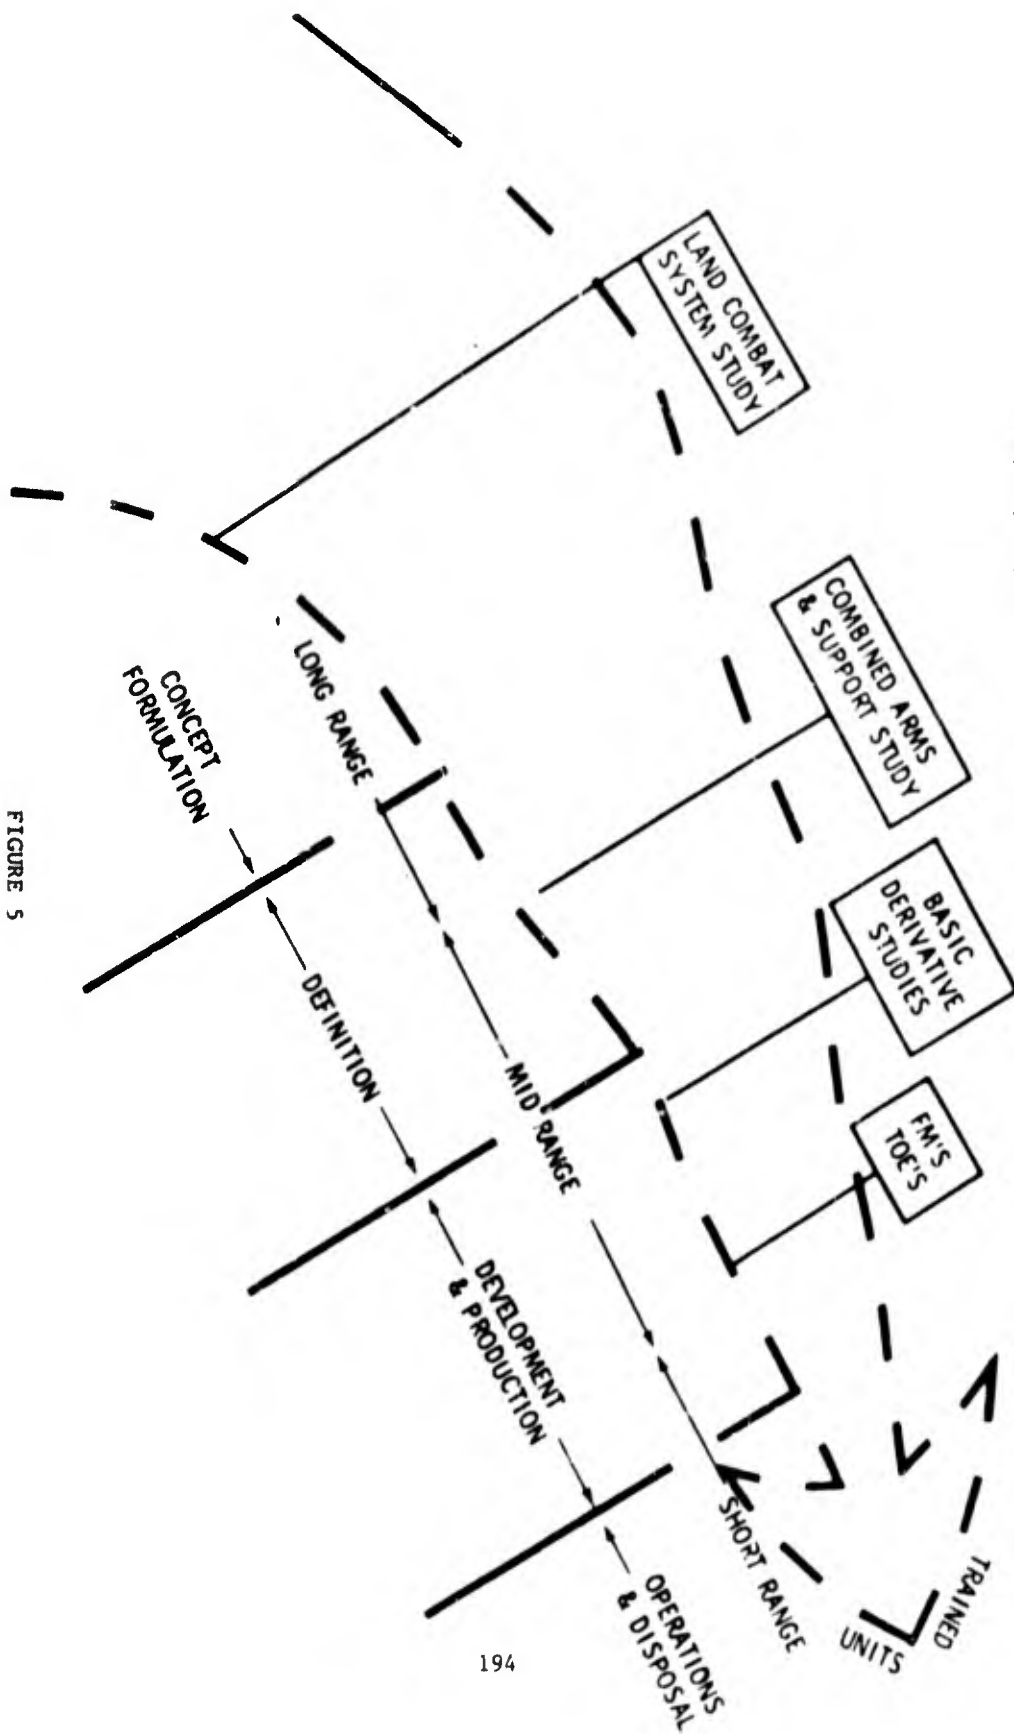 LAND COMBAT
SYSTEM STUDY
COMBINED ARMS
& SUPPORT STUDY
BASIC
DERIVATIVE
STUDIES
FM'S
TOE'S
TRAINED
UNITS
LONG RANGE
MID RANGE
SHORT RANGE
CONCEPT
FORMULATION
DEFINITION
DEVELOPMENT
& PRODUCTION
OPERATIONS
& DISPOSAL
FIGURE 5
194